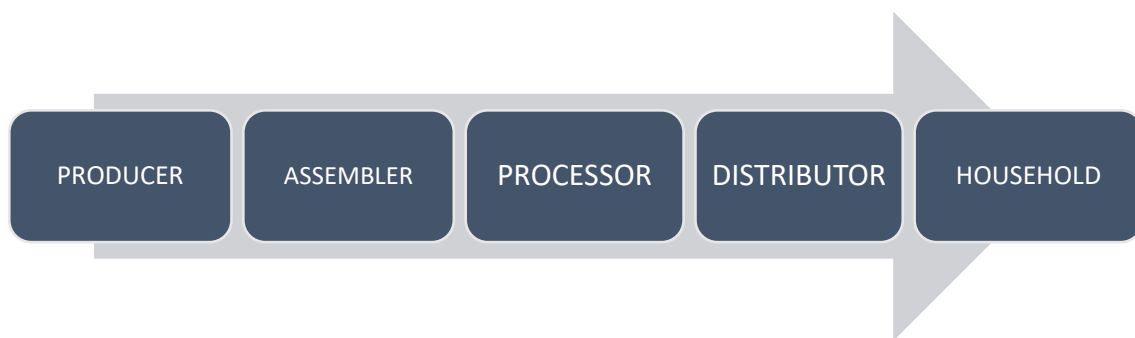 PRODUCER
ASSEMBLER
PROCESSOR
DISTRIBUTOR
HOUSEHOLD